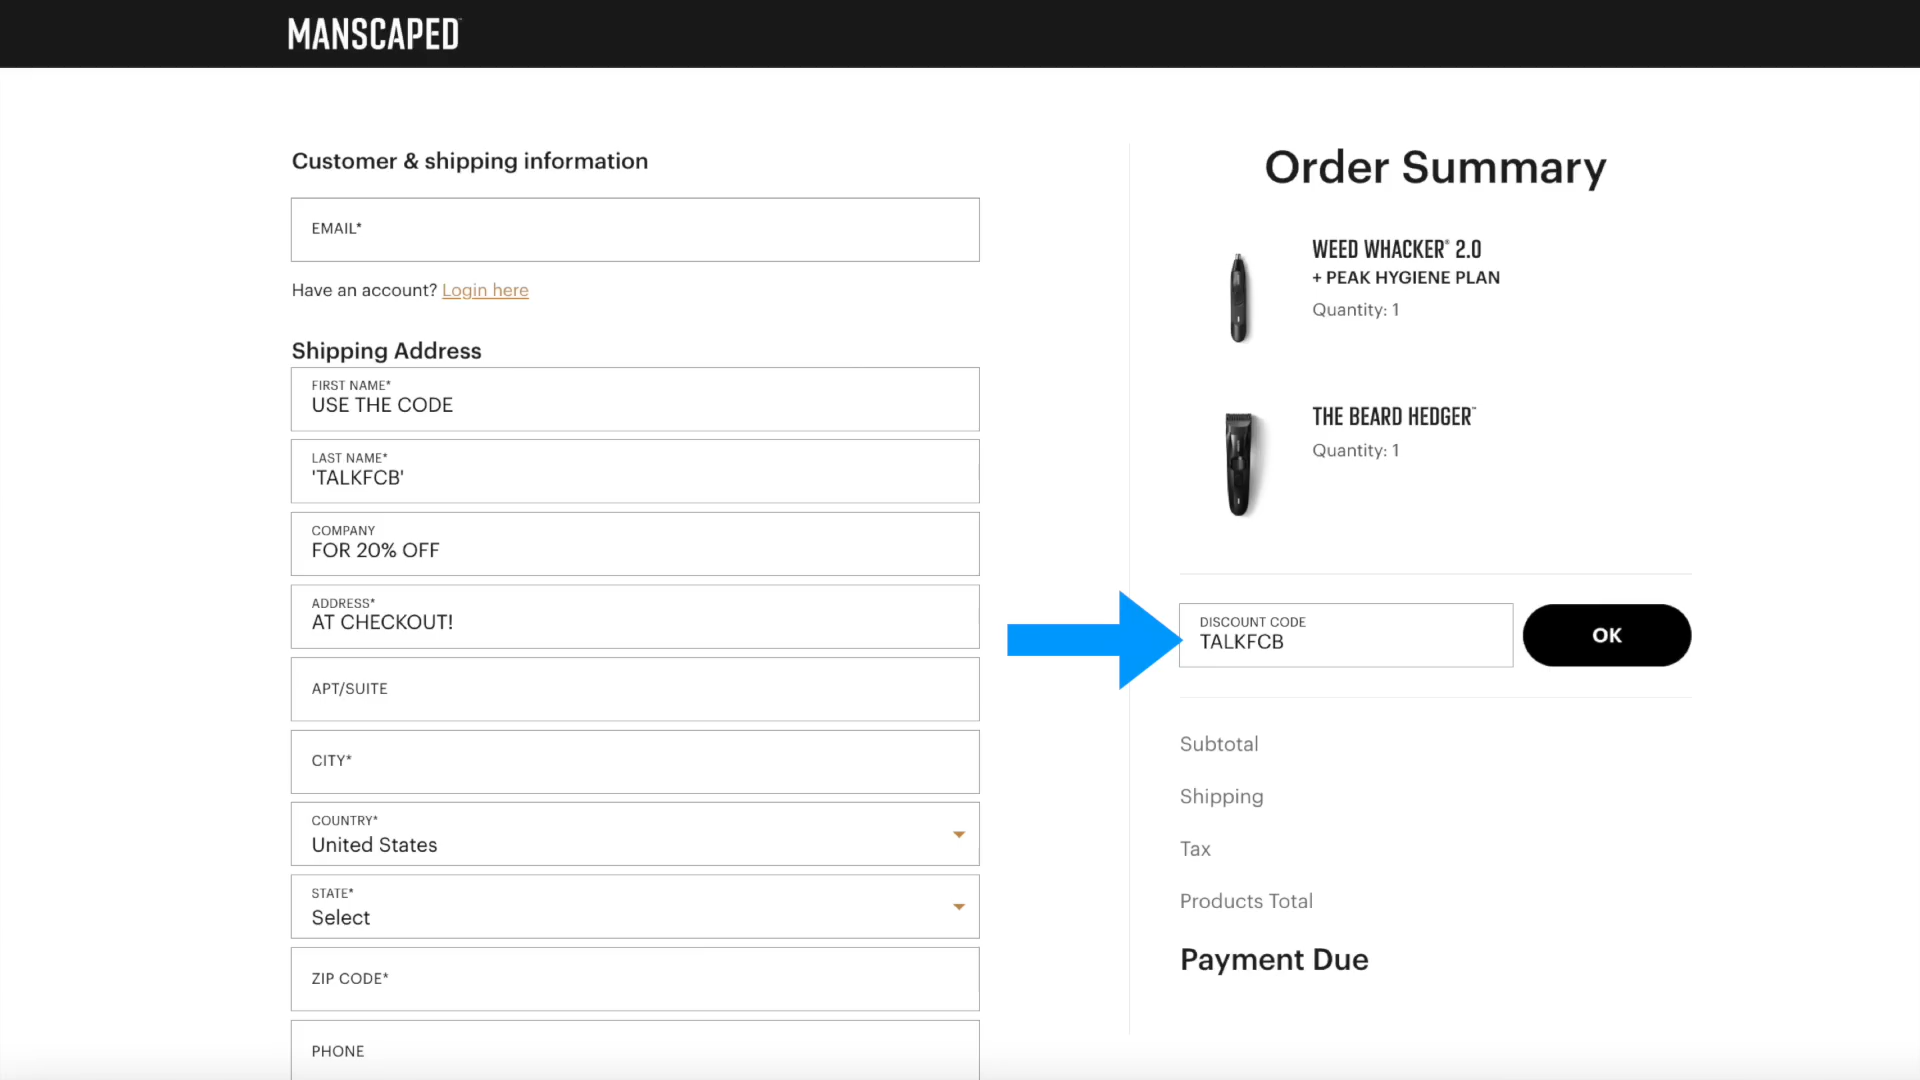 MANSCAPED
Customer & shipping information
EMAIL*
Have an account? Login here
Shipping Address
FIRST NAME*
USE THE CODE
LAST NAME*
'TALKFCB'
COMPANY
FOR 20% OFF
ADDRESS*
AT CHECKOUT!
APT/SUITE
CITY*
COUNTRY*
United States
STATE*
Select
ZIP CODE*
PHONE
Order Summary
WEED WHACKER® 2.0
+ PEAK HYGIENE PLAN
Quantity: 1
THE BEARD HEDGER™
Quantity: 1
DISCOUNT CODE
TALKFCB
OK
Subtotal
Shipping
Tax
Products Total
Payment Due